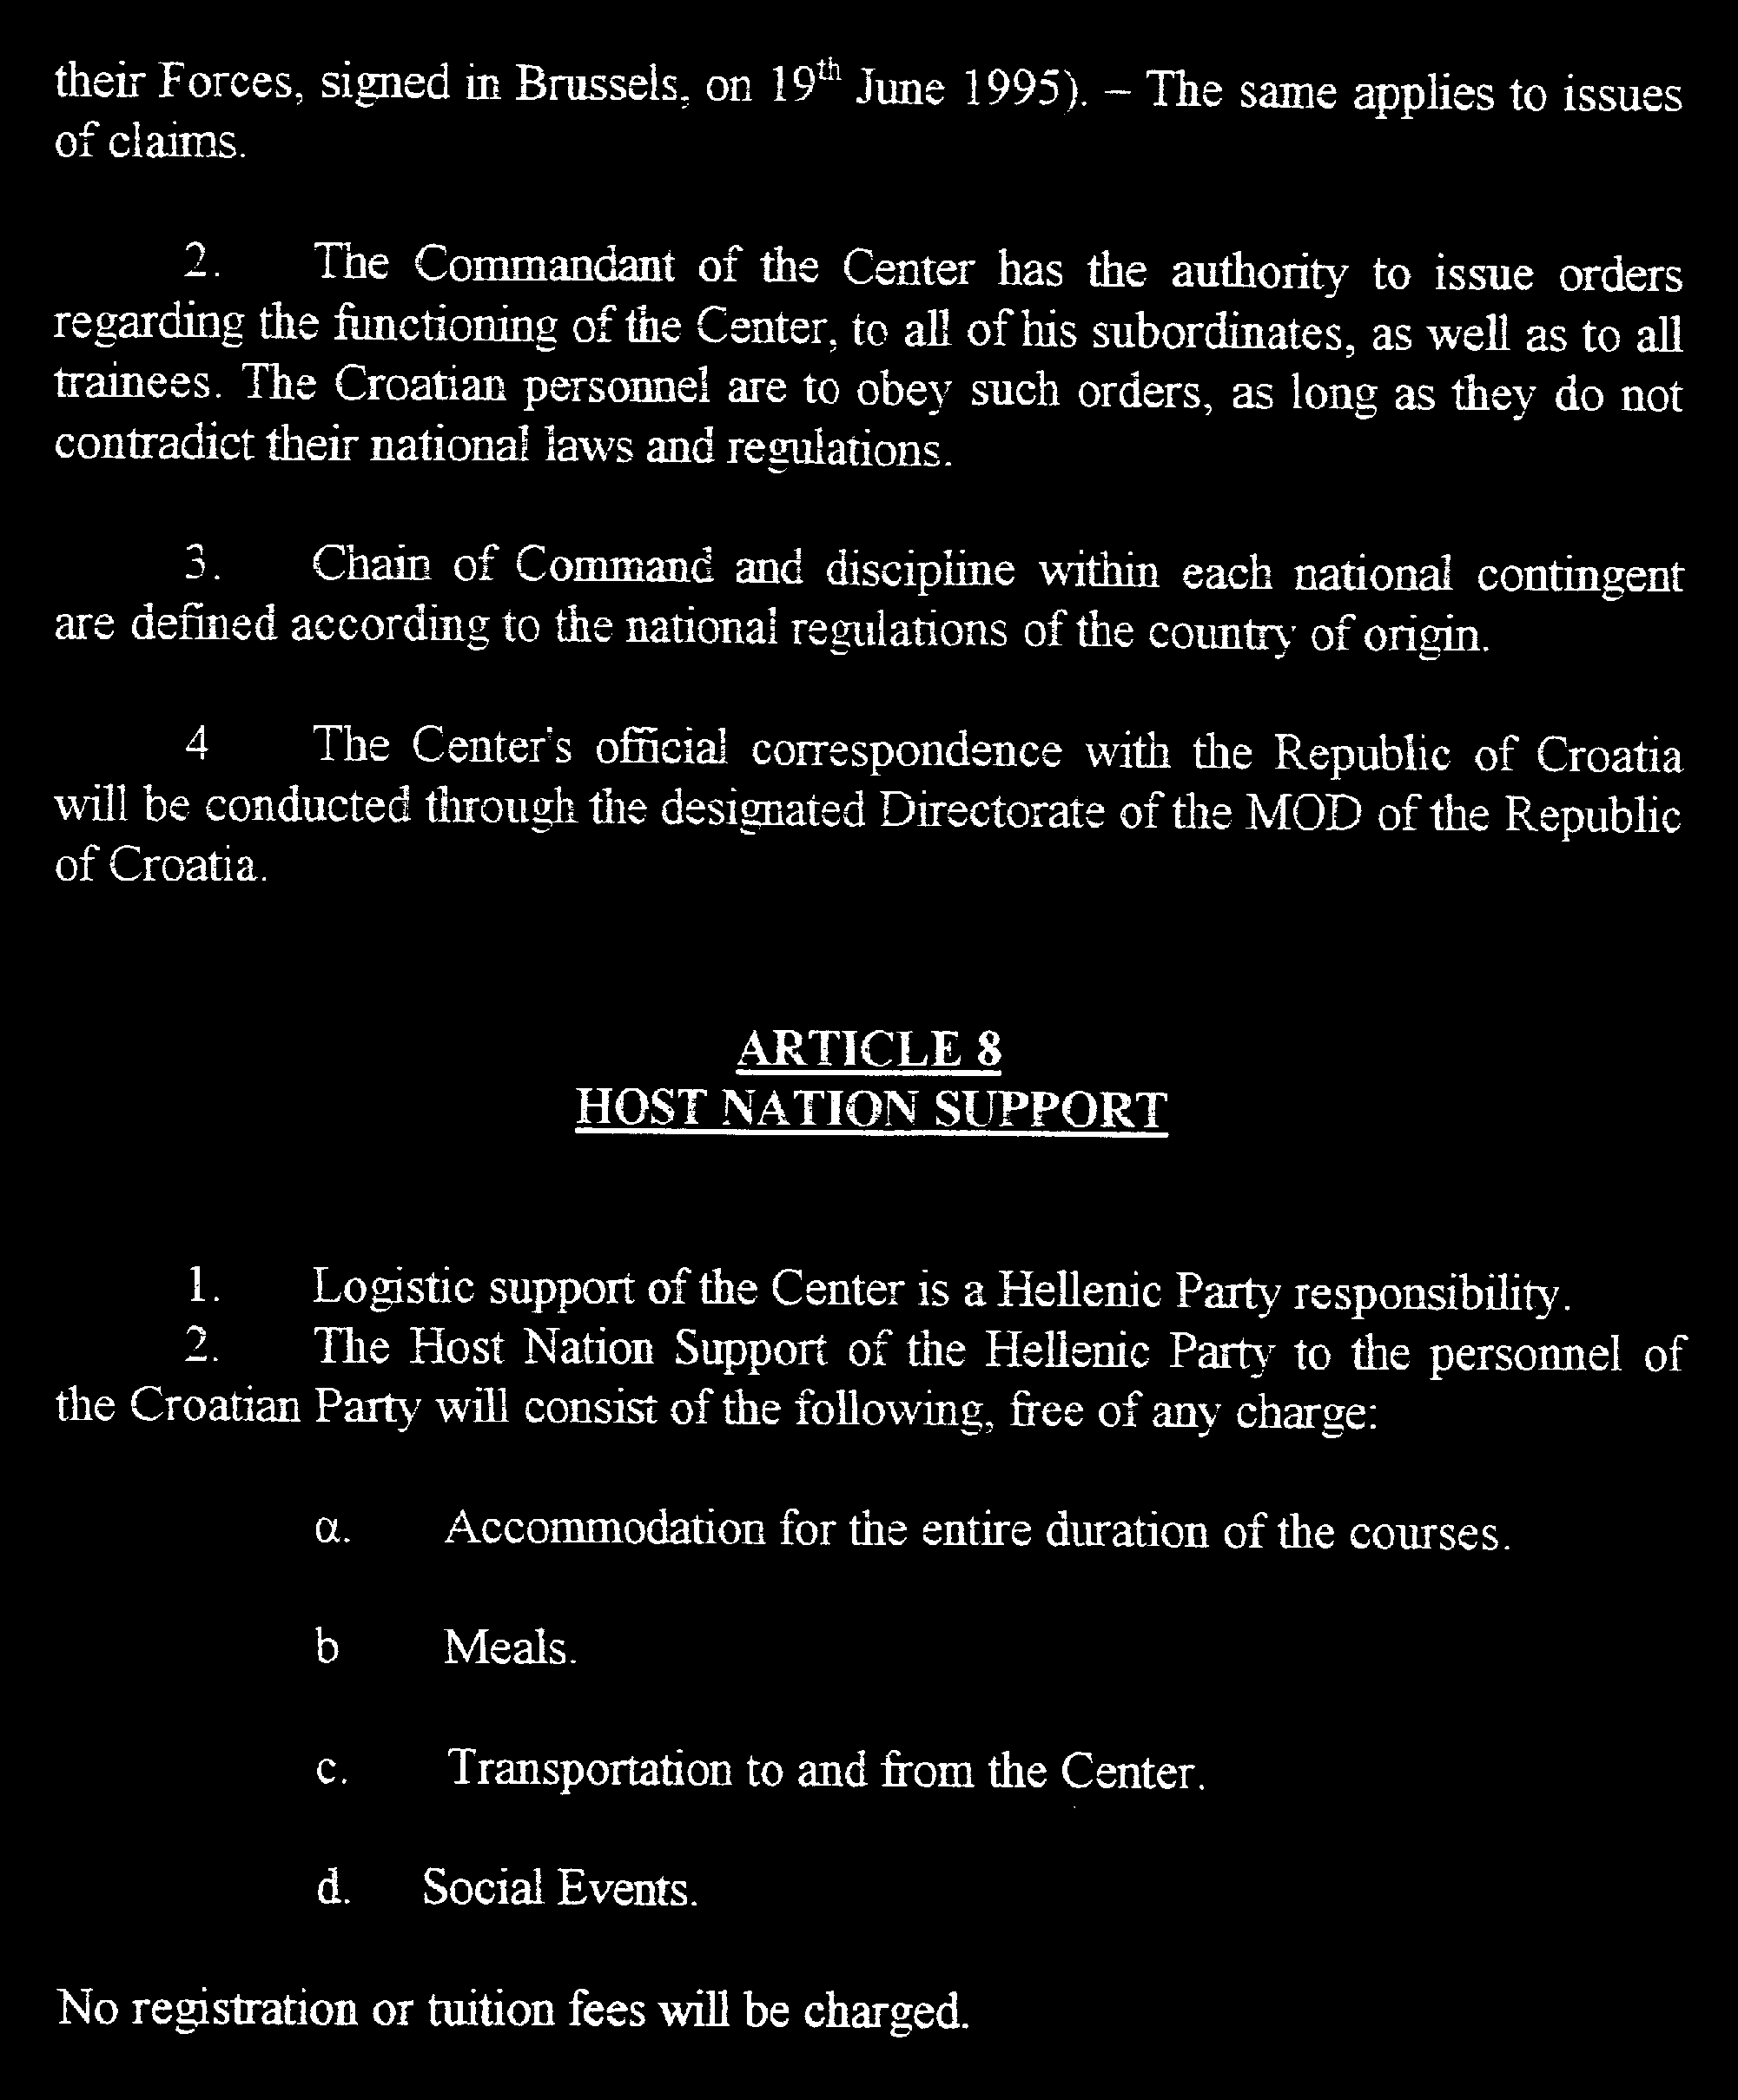 their Forces, signed in Brussels, on 19th June 1995). – The same applies to issues
of claims.
2. The Commandant of the Center has the authority to issue orders
regarding the functioning of the Center, to all of his subordinates, as well as to all
trainees. The Croatian personnel are to obey such orders, as long as they do not
contradict their national laws and regulations.
3. Chain of Command and discipline within each national contingent
are defined according to the national regulations of the country of origin.
4 The Center's official correspondence with the Republic of Croatia
will be conducted through the designated Directorate of the MOD of the Republic
of Croatia.
ARTICLE 8
HOST NATION SUPPORT
1. Logistic support of the Center is a Hellenic Party responsibility.
2. The Host Nation Support of the Hellenic Party to the personnel of
the Croatian Party will consist of the following, free of any charge:
α. Accommodation for the entire duration of the courses.
b Meals.
c. Transportation to and from the Center.
d. Social Events.
No registration or tuition fees will be charged.